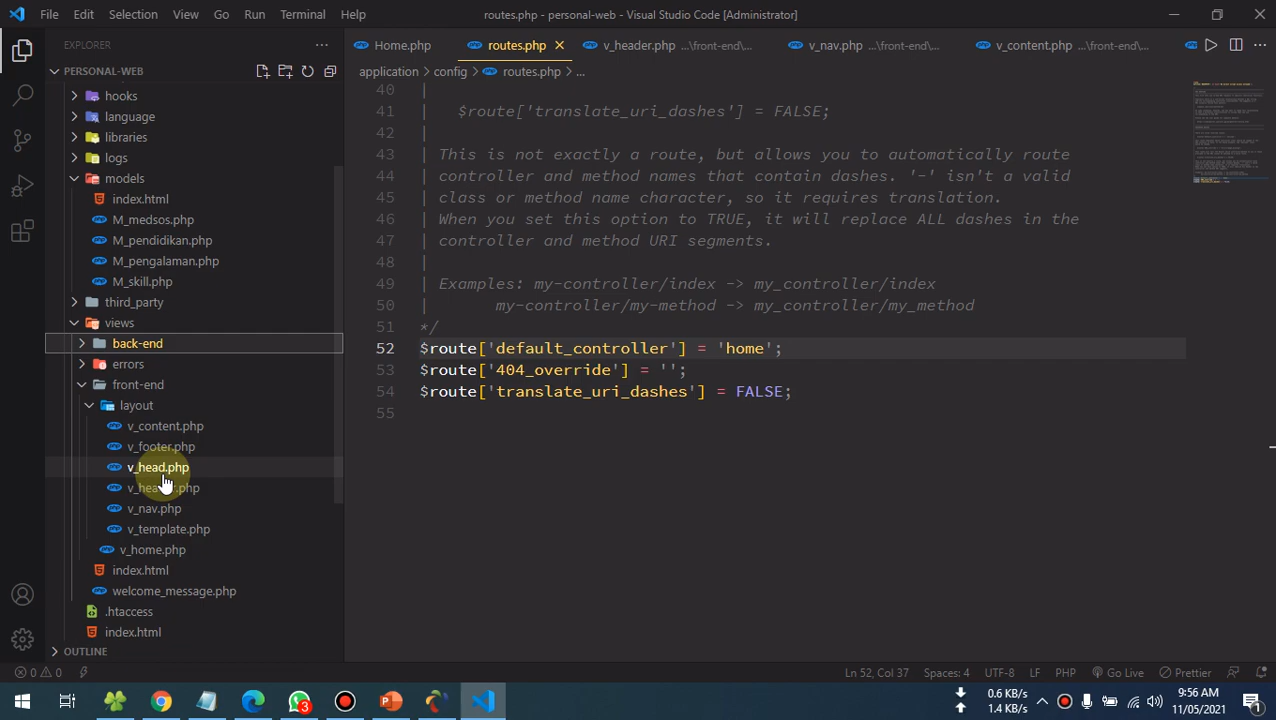 File Edit Selection View Go Run Terminal Help routes.php - personal-web - Visual Studio Code [Administrator]
EXPLORER
PERSONAL-WEB
hooks
language
libraries
logs
models
index.html
M_medsos.php
M_pendidikan.php
M_pengalaman.php
M_skill.php
third_party
views
back-end
errors
front-end
layout
v_content.php
v_footer.php
v_head.php
v_header.php
v_nav.php
v_template.php
v_home.php
index.html
welcome_message.php
.htaccess
index.html
OUTLINE
Home.php routes.php v_header.php ...\front-end\... v_nav.php ...\front-end\... v_content.php ...\front-end\...
application > config > routes.php > ...
40 |
41 | $route['translate_uri_dashes'] = FALSE;
42 |
43 | This is not exactly a route, but allows you to automatically route
44 | controller and method names that contain dashes. '-' isn't a valid
45 | class or method name character, so it requires translation.
46 | When you set this option to TRUE, it will replace ALL dashes in the
47 | controller and method URI segments.
48 |
49 | Examples: my-controller/index -> my_controller/index
50 | my-controller/my-method -> my_controller/my_method
51 */
52 $route['default_controller'] = 'home';
53 $route['404_override'] = '';
54 $route['translate_uri_dashes'] = FALSE;
55
0 0 Ln 52, Col 37 Spaces: 4 UTF-8 LF PHP Go Live Prettier
3 0.6 KB/s 9:56 AM
1.4 KB/s 11/05/2021 1